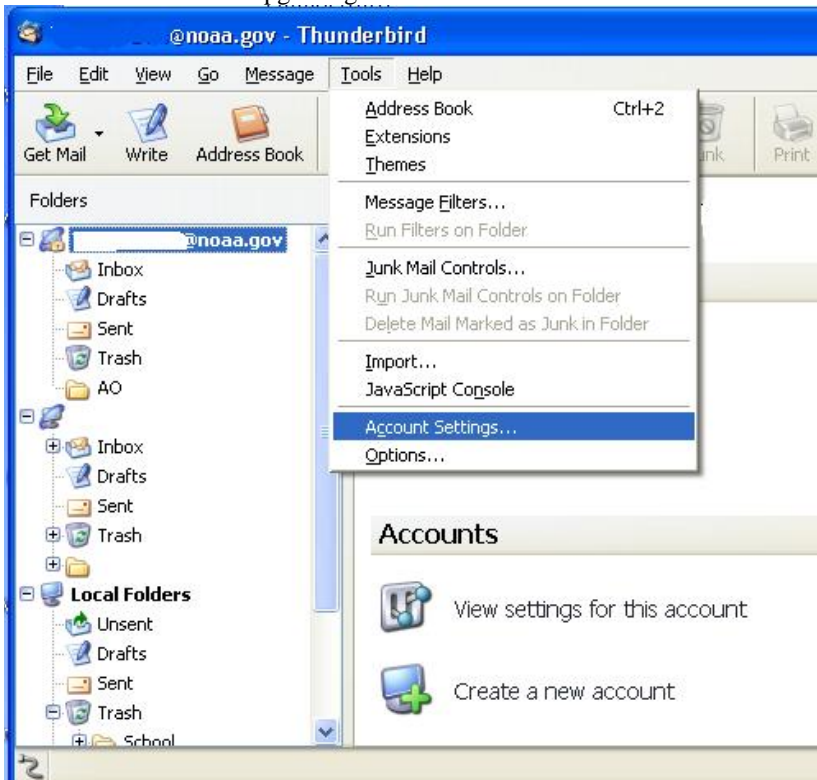 @noaa.gov - Thunderbird
File Edit View Go Message Tools Help
Get Mail Write Address Book
Print
Address Book Ctrl+2
Extensions
Themes
Message Filters...
Run Filters on Folder
Junk Mail Controls...
Run Junk Mail Controls on Folder
Delete Mail Marked as Junk in Folder
Import...
JavaScript Console
Account Settings...
Options...
Folders
@noaa.gov
Inbox
Drafts
Sent
Trash
AO
Inbox
Drafts
Sent
Trash
Local Folders
Unsent
Drafts
Sent
Trash
School
Accounts
View settings for this account
Create a new account